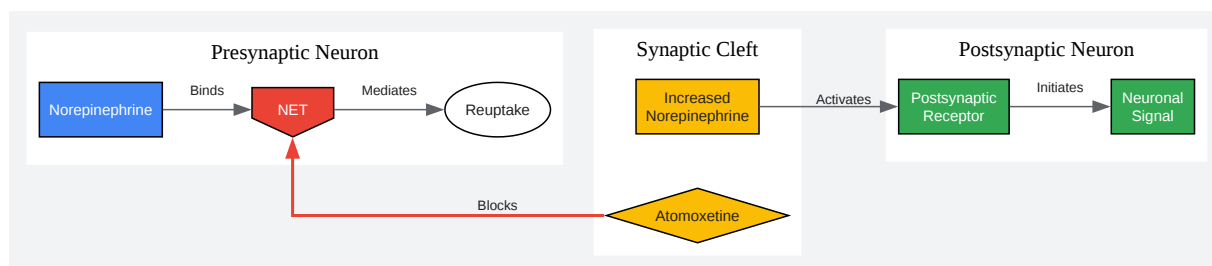 Presynaptic Neuron
Norepinephrine
Binds
NET
Mediates
Reuptake
Synaptic Cleft
Increased
Norepinephrine
Activates
Postsynaptic Neuron
Postsynaptic
Receptor
Initiates
Neuronal
Signal
Blocks
Atomoxetine